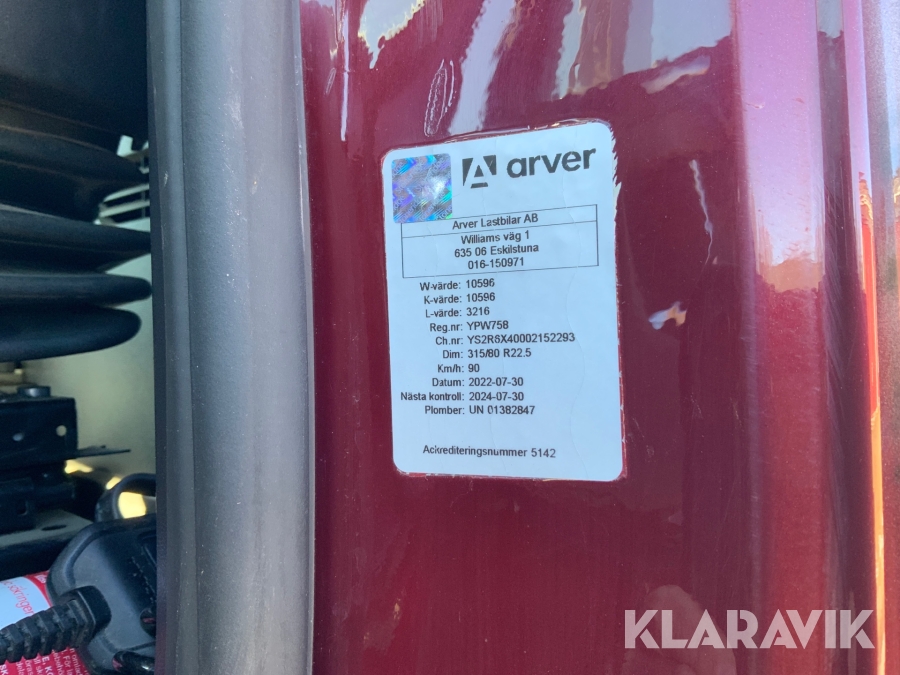 arver
Arver Lastbilar AB
Williams väg 1
635 06 Eskilstuna
016-150971
W-värde: 10596
K-värde: 10596
L-värde: 3216
Reg.nr: YPW758
Ch.nr: YS2R6X40002152293
Dim: 315/80 R22.5
Km/h: 90
Datum: 2022-07-30
Nästa kontroll: 2024-07-30
Plomber: UN 01382847
Ackrediteringsnummer 5142
KLARAVIK